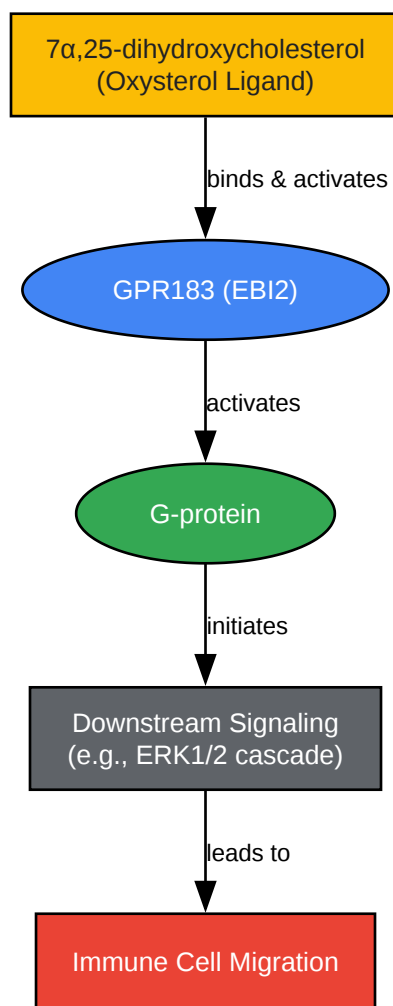 7α,25-dihydroxycholesterol
(Oxysterol Ligand)
binds & activates
GPR183 (EBI2)
activates
G-protein
initiates
Downstream Signaling
(e.g., ERK1/2 cascade)
leads to
Immune Cell Migration